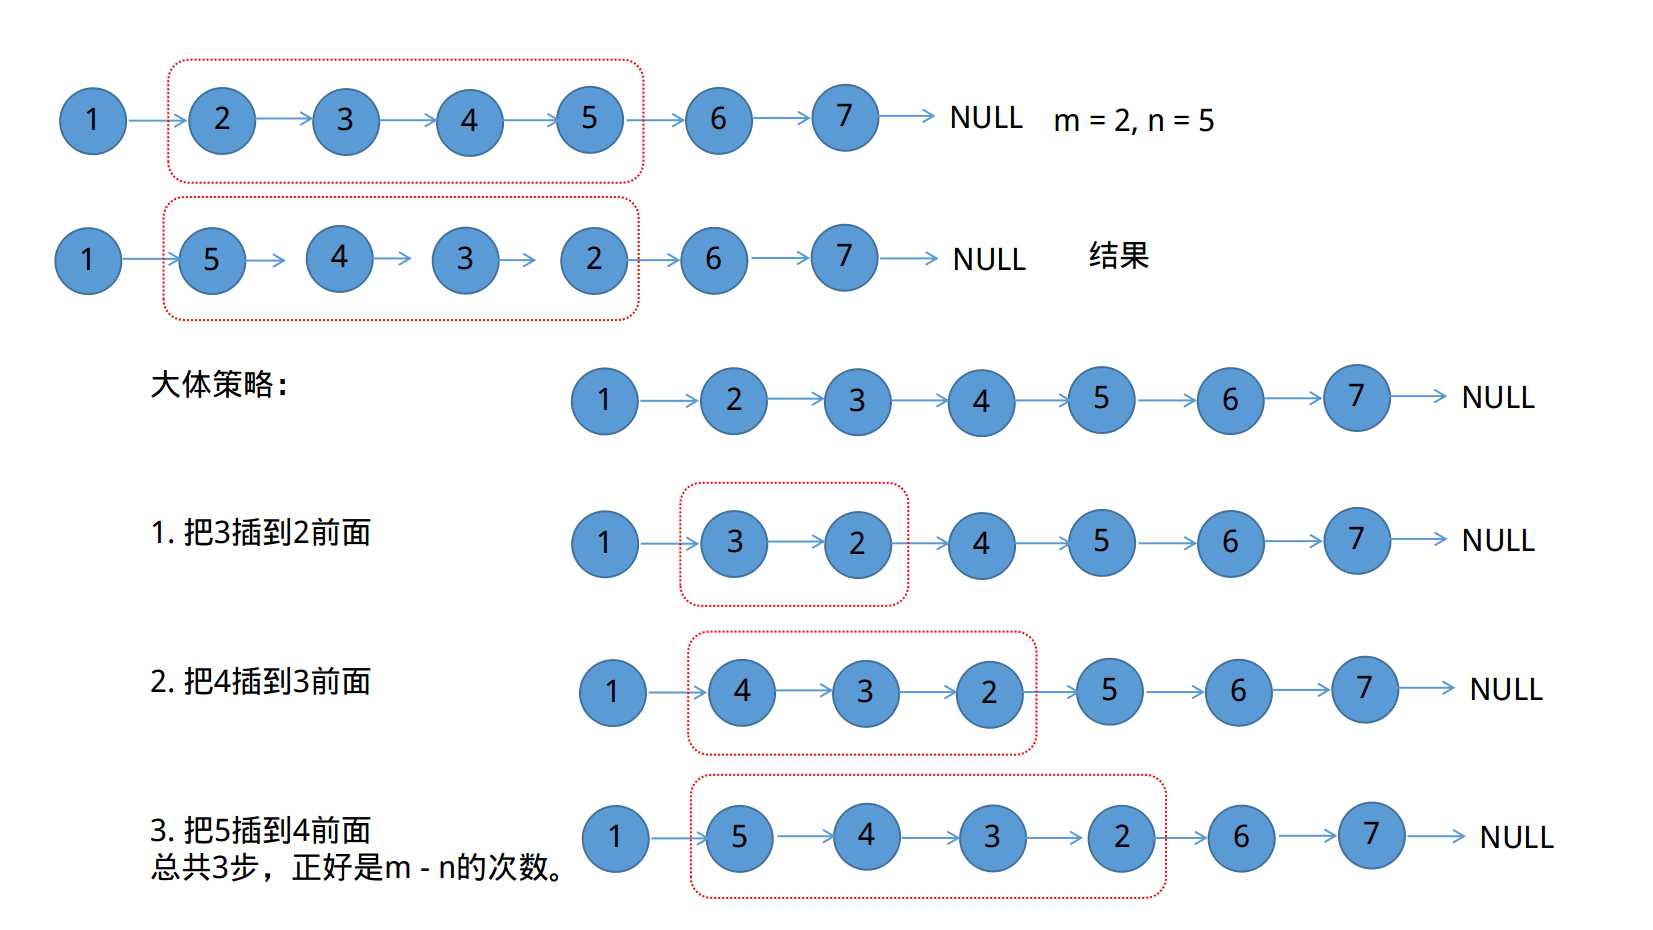 1 2 3 4 5 6 7 NULL m = 2, n = 5
1 5 4 3 2 6 7 NULL 结果
大体策略： 1 2 3 4 5 6 7 NULL
1. 把3插到2前面 1 3 2 4 5 6 7 NULL
2. 把4插到3前面 1 4 3 2 5 6 7 NULL
3. 把5插到4前面 1 5 4 3 2 6 7 NULL
总共3步，正好是m - n的次数。